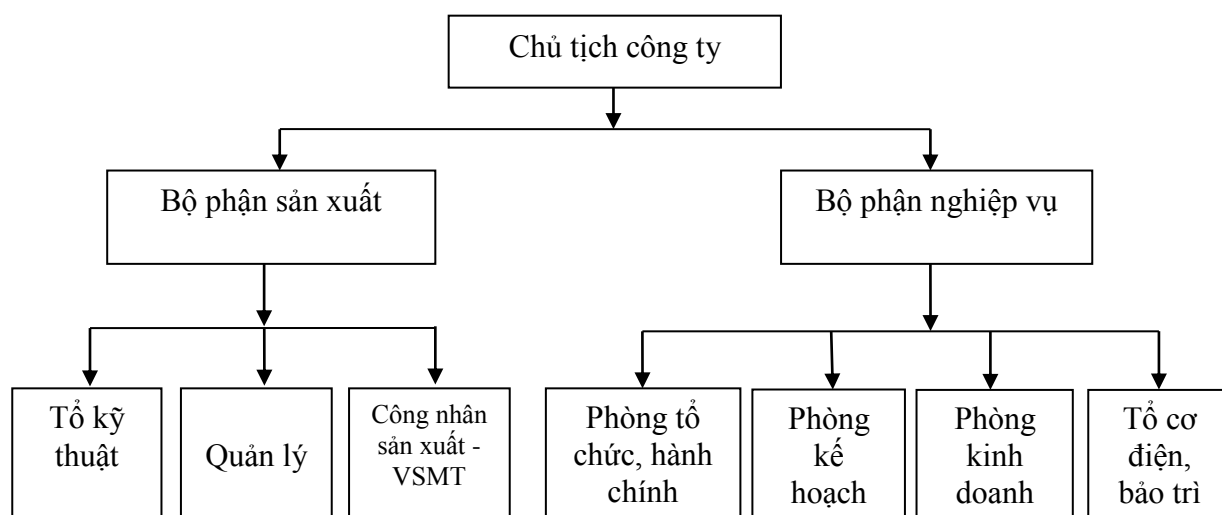 Chủ tịch công ty
Bộ phận sản xuất
Bộ phận nghiệp vụ
Tổ kỹ
thuật
Quản lý
Công nhân
sản xuất -
VSMT
Phòng tổ
chức, hành
chính
Phòng
kế
hoạch
Phòng
kinh
doanh
Tổ cơ
điện,
bảo trì